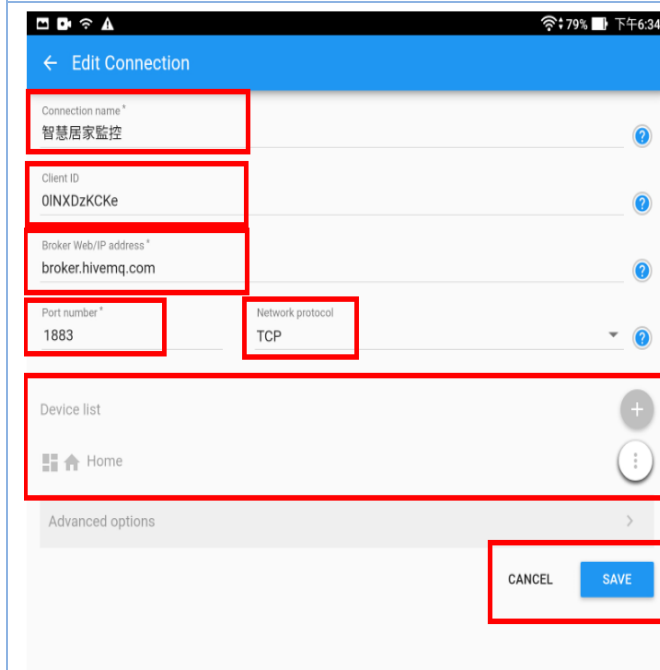 79% 下午6:34
Edit Connection
Connection name *
智慧居家監控
Client ID
0lNXDzKCKe
Broker Web/IP address *
broker.hivemq.com
Port number *
Network protocol
1883
TCP
Device list
Home
Advanced options
CANCEL
SAVE